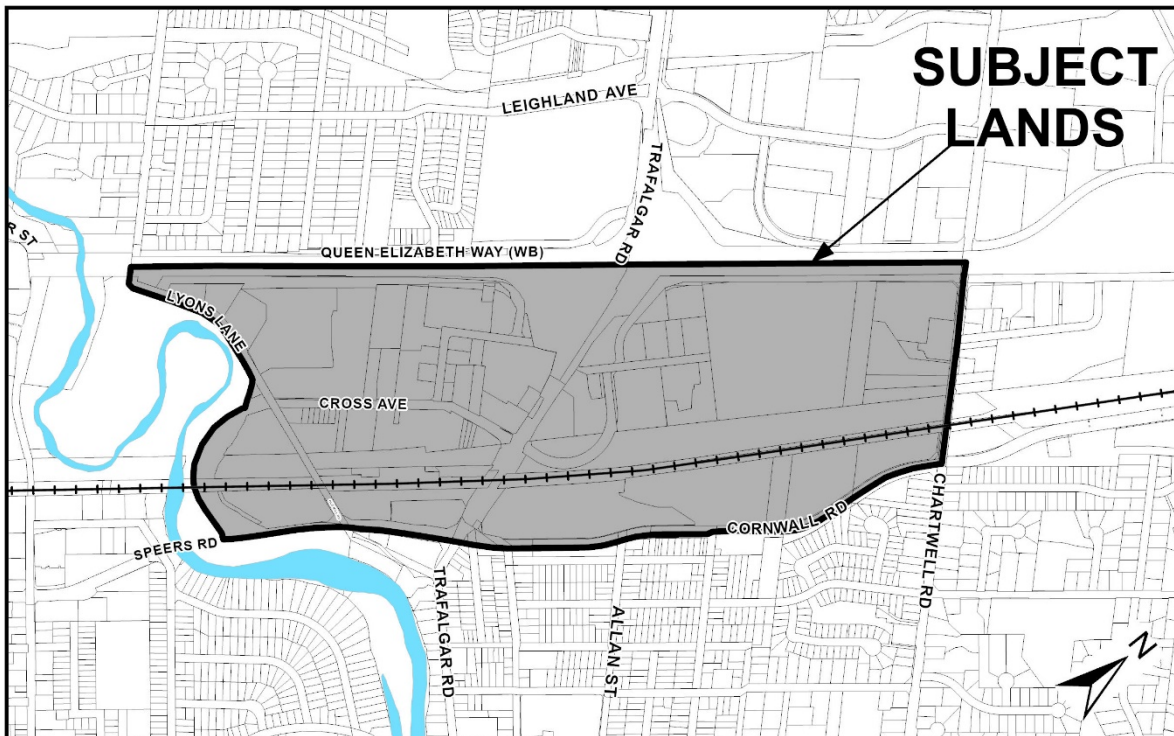 SUBJECT
LANDS
LEIGHLAND AVE
TRAFALGAR RD
R ST
QUEEN ELIZABETH WAY (WB)
LYONS LANE
CROSS AVE
CORNWALL RD
CHARTWELL RD
SPEERS RD
TRAFALGAR RD
ALLAN ST
N